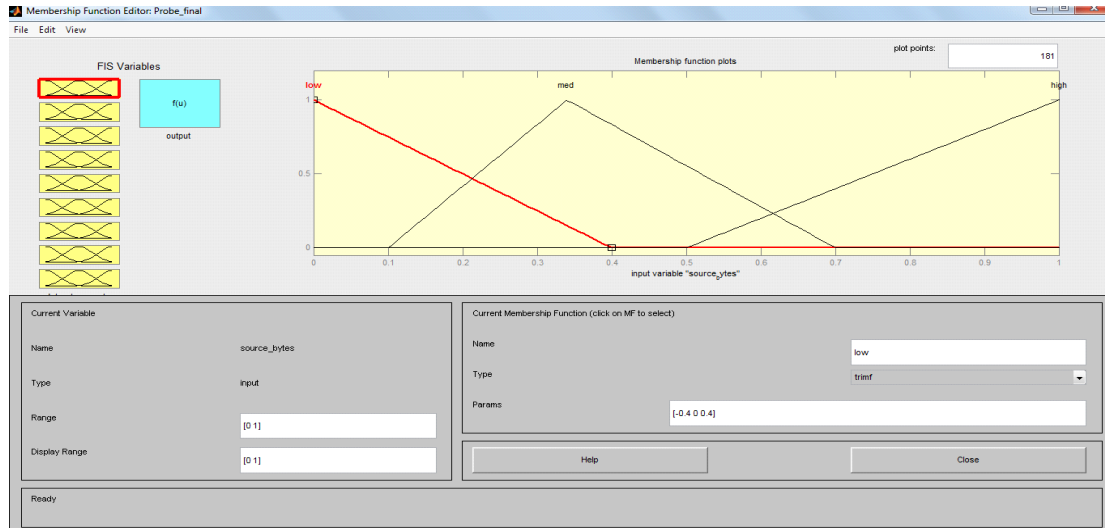 Membership Function Editor: Probe_final
File Edit View
FIS Variables
f(u)
output
Membership function plots
plot points:
181
low
med
high
1
0.5
0
0 0.1 0.2 0.3 0.4 0.5 0.6 0.7 0.8 0.9 1
input variable "source_bytes"
Current Variable
Name source_bytes
Type input
Range [0 1]
Display Range [0 1]
Current Membership Function (click on MF to select)
Name low
Type trimf
Params [-0.4 0 0.4]
Help
Close
Ready